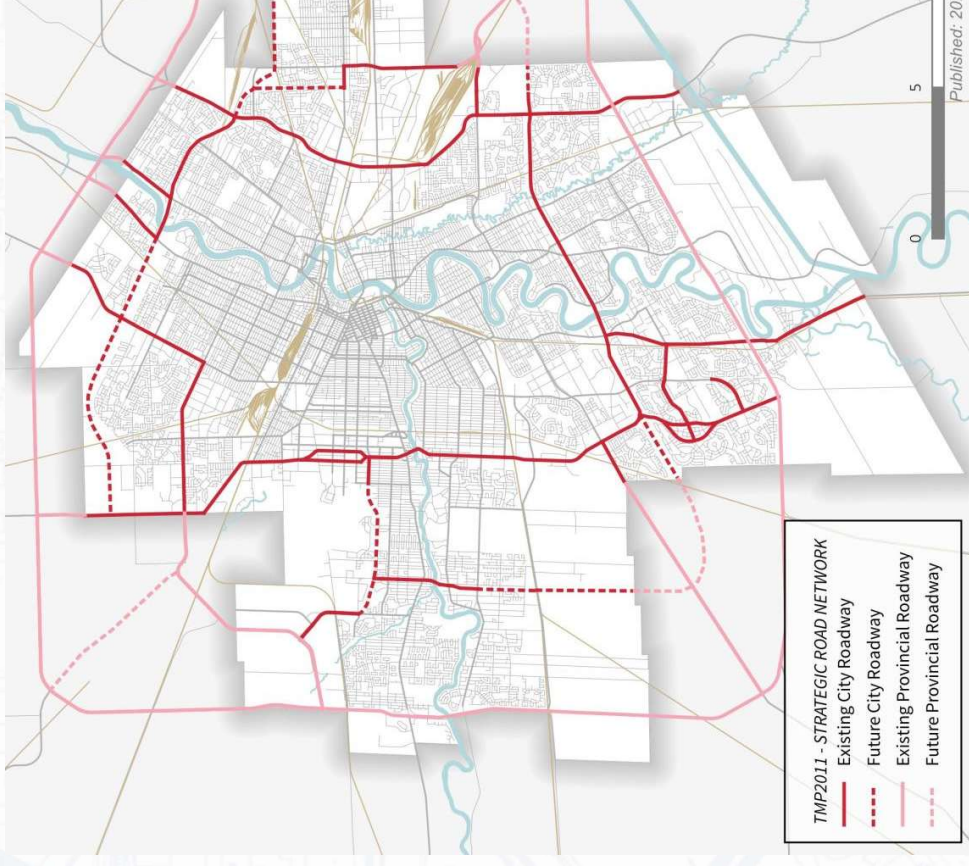 TMP2011 - STRATEGIC ROAD NETWORK
Existing City Roadway
Future City Roadway
Existing Provincial Roadway
Future Provincial Roadway
0 5
Published: 20